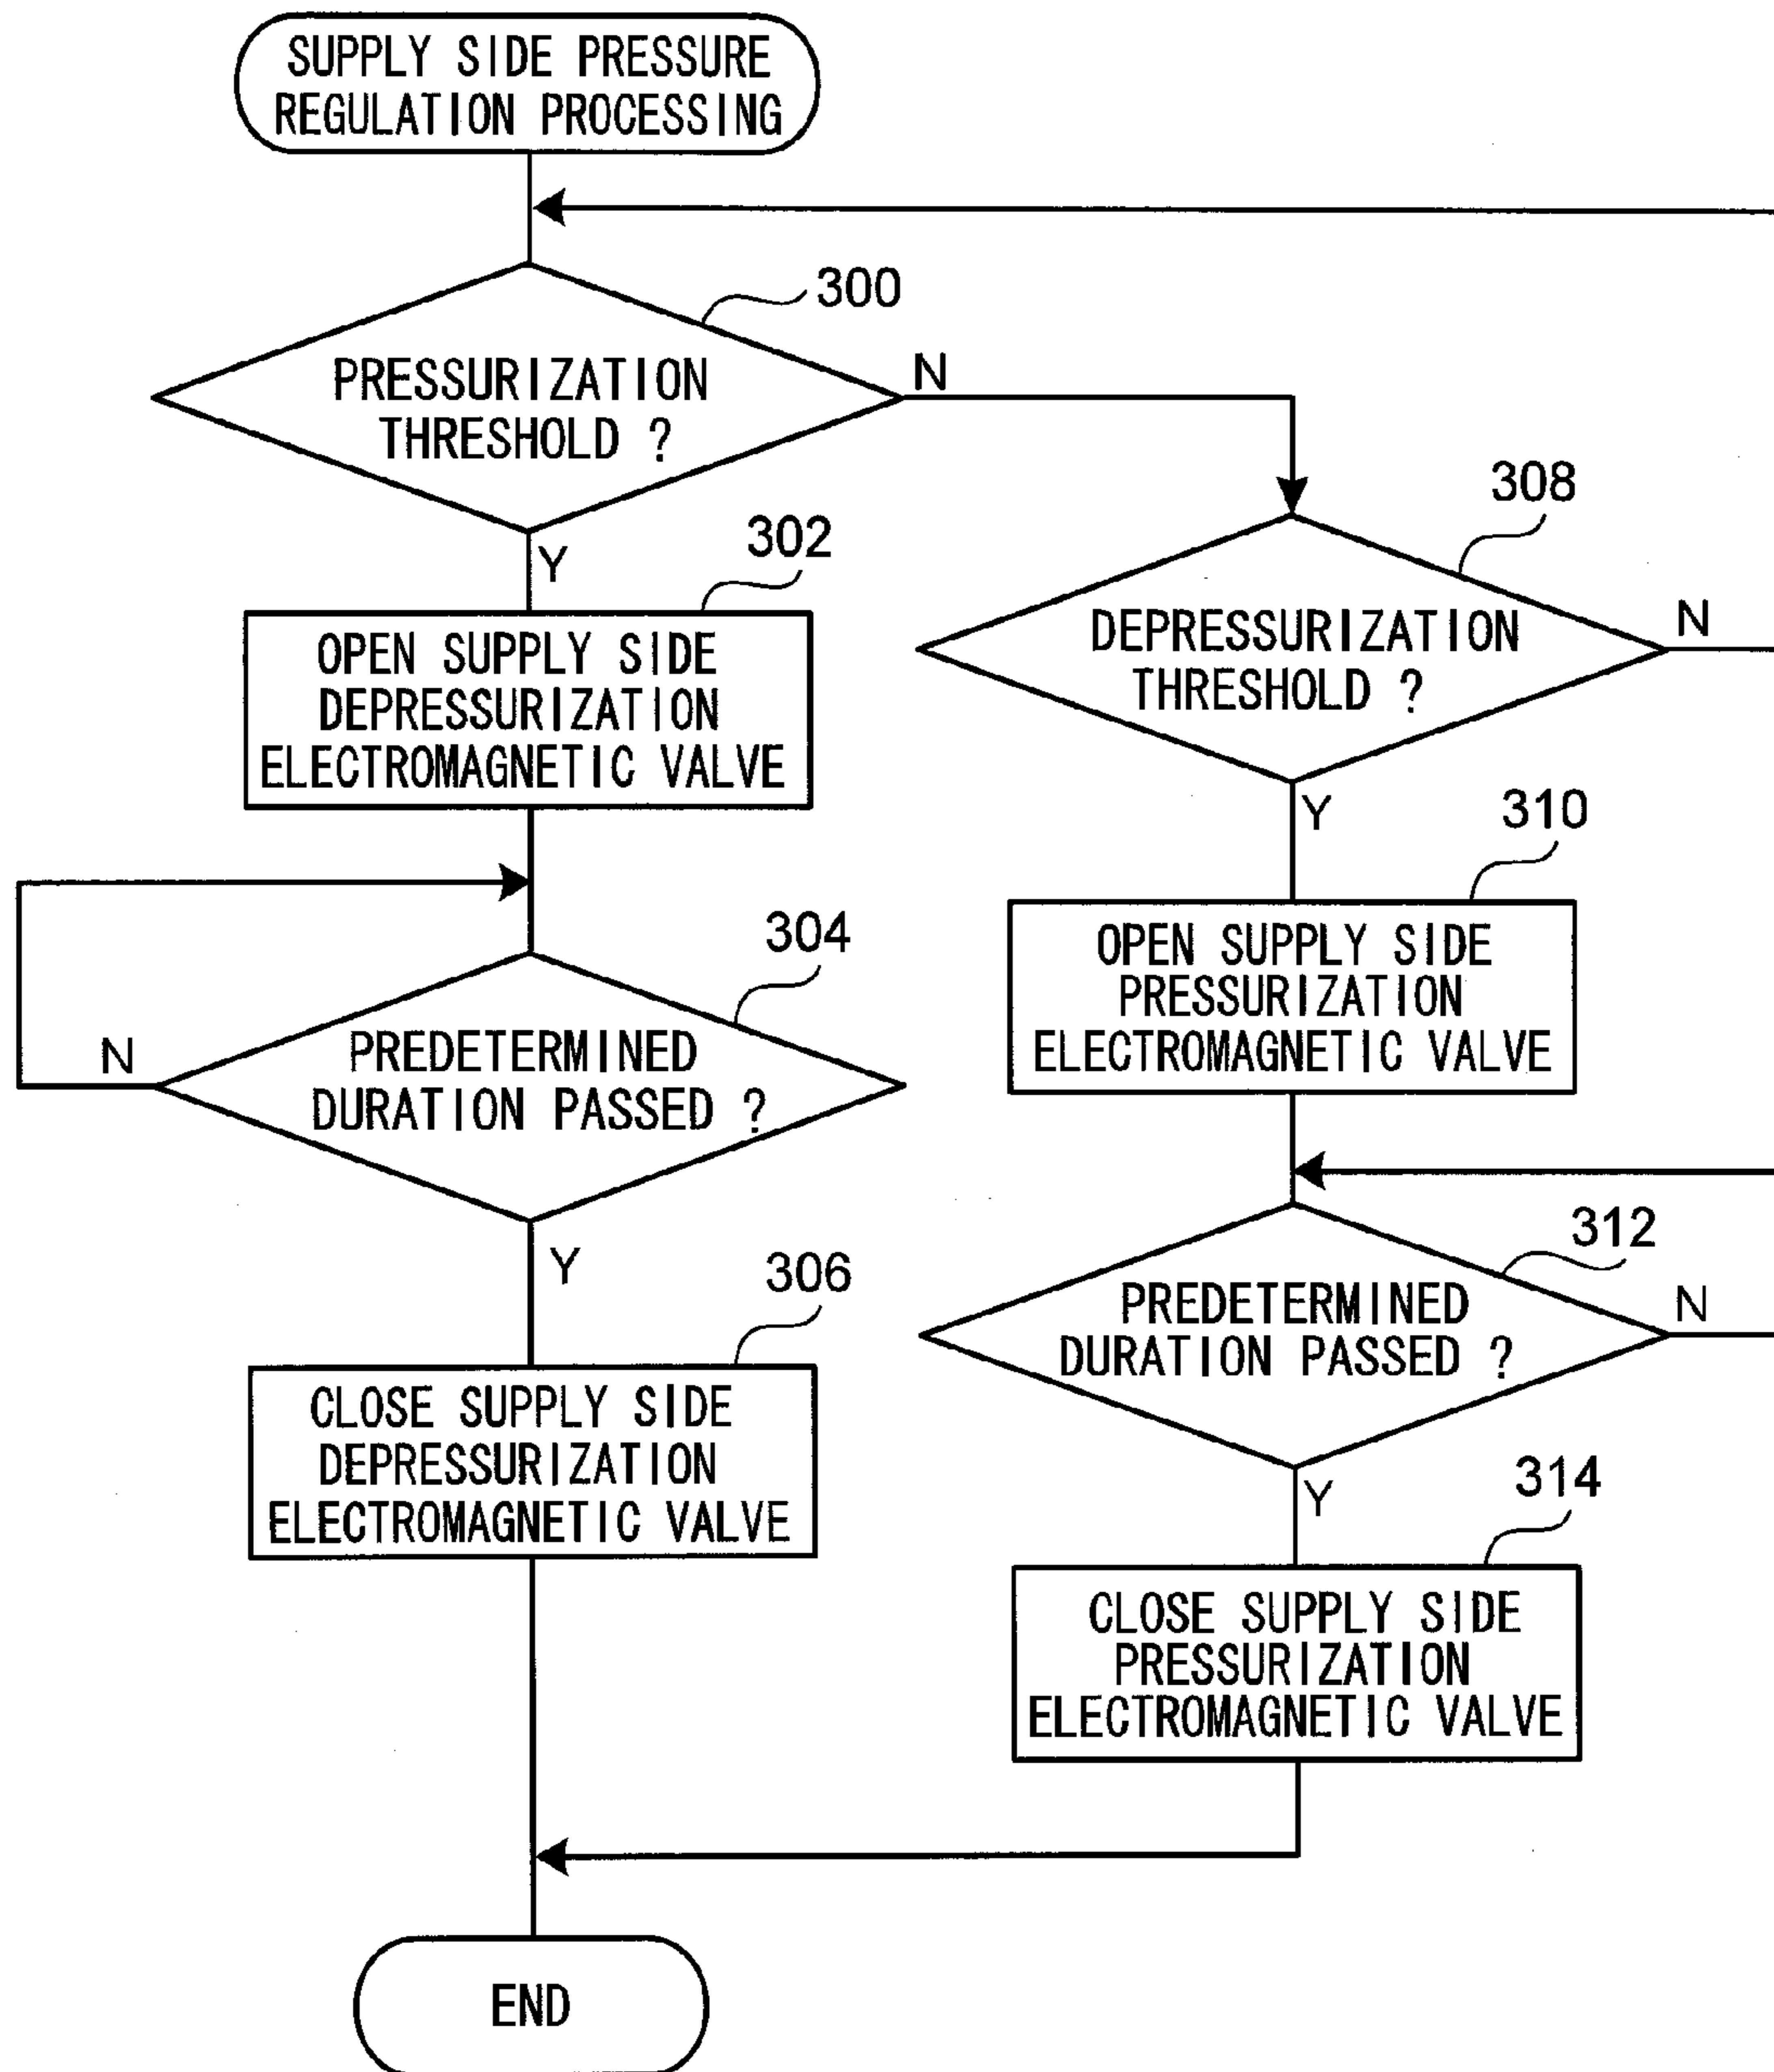 SUPPLY SIDE PRESSURE
REGULATION PROCESSING
300
PRESSURIZATION
THRESHOLD ?
N
Y
302
OPEN SUPPLY SIDE
DEPRESSURIZATION
ELECTROMAGNETIC VALVE
304
PREDETERMINED
DURATION PASSED ?
N
Y
306
CLOSE SUPPLY SIDE
DEPRESSURIZATION
ELECTROMAGNETIC VALVE
308
DEPRESSURIZATION
THRESHOLD ?
N
Y
310
OPEN SUPPLY SIDE
PRESSURIZATION
ELECTROMAGNETIC VALVE
312
PREDETERMINED
DURATION PASSED ?
N
Y
314
CLOSE SUPPLY SIDE
PRESSURIZATION
ELECTROMAGNETIC VALVE
END